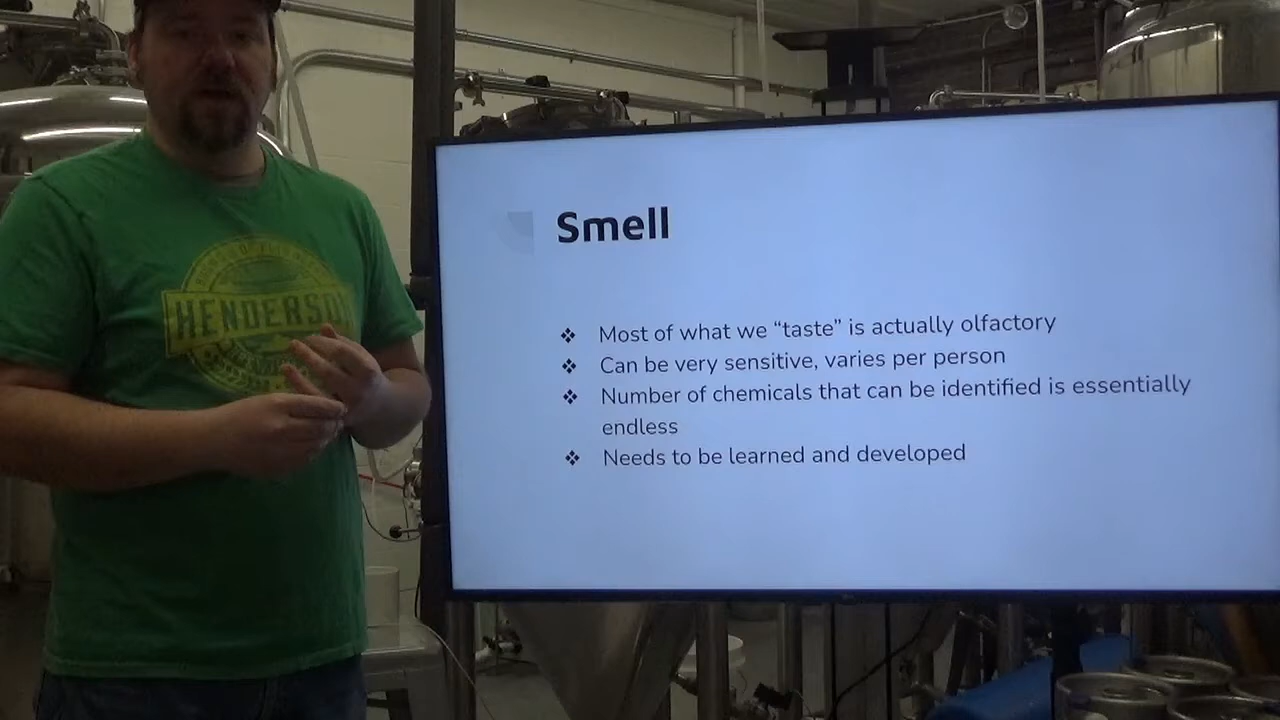 HENDERSON
Smell
❖ Most of what we “taste” is actually olfactory
❖ Can be very sensitive, varies per person
❖ Number of chemicals that can be identified is essentially
endless
❖ Needs to be learned and developed